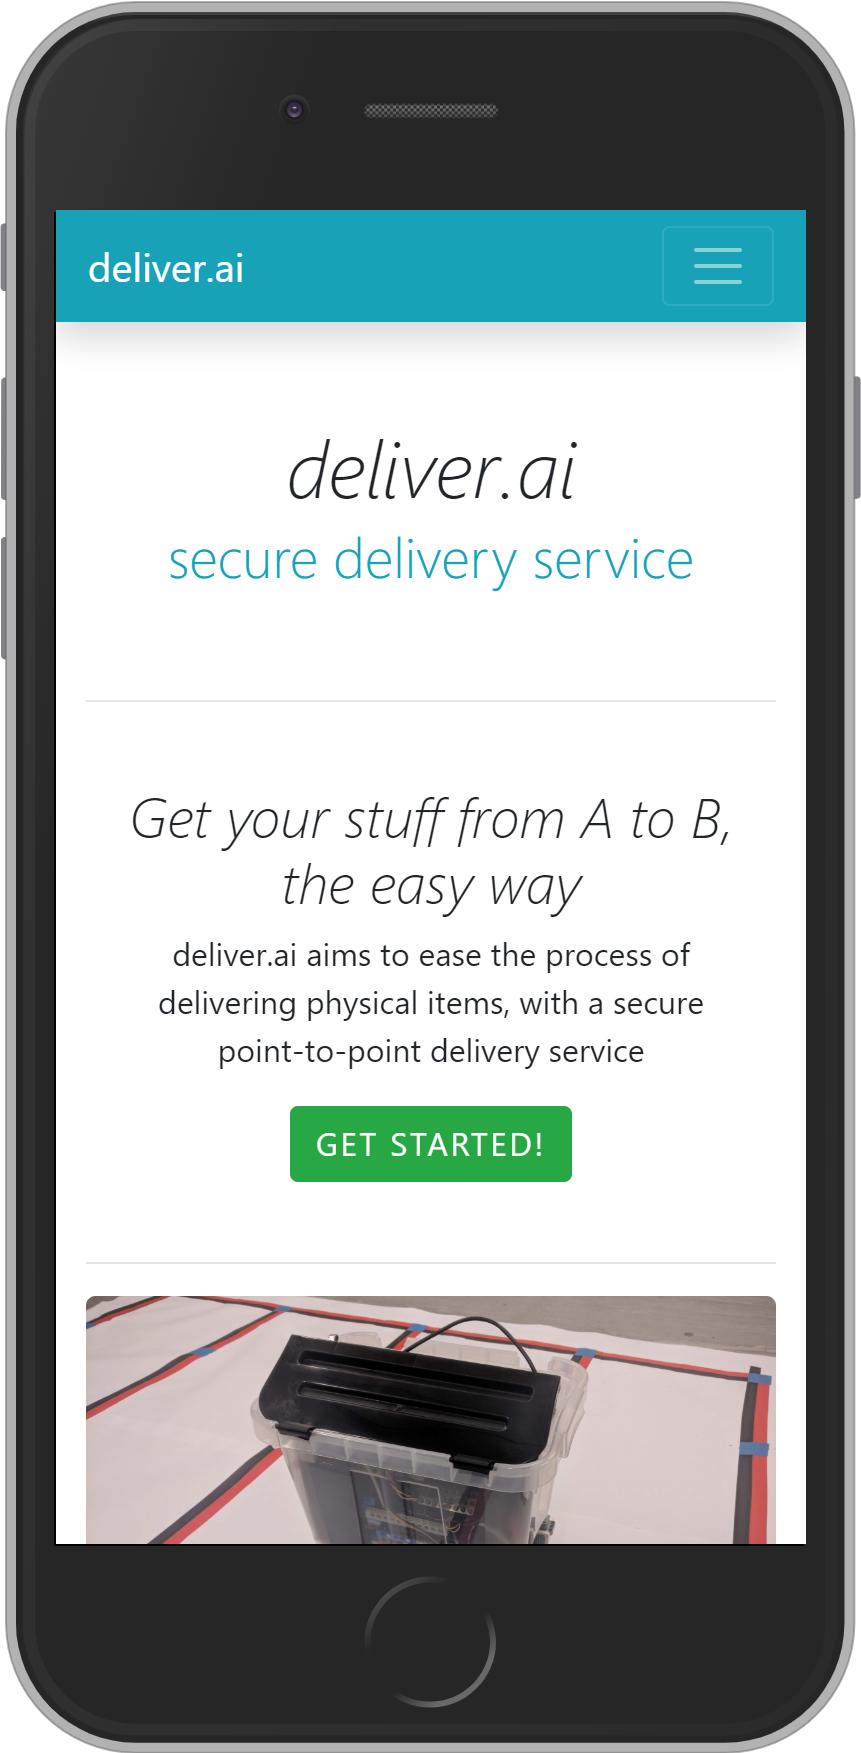 deliver.ai
deliver.ai
secure delivery service
Get your stuff from A to B,
the easy way
deliver.ai aims to ease the process of
delivering physical items, with a secure
point-to-point delivery service
GET STARTED!